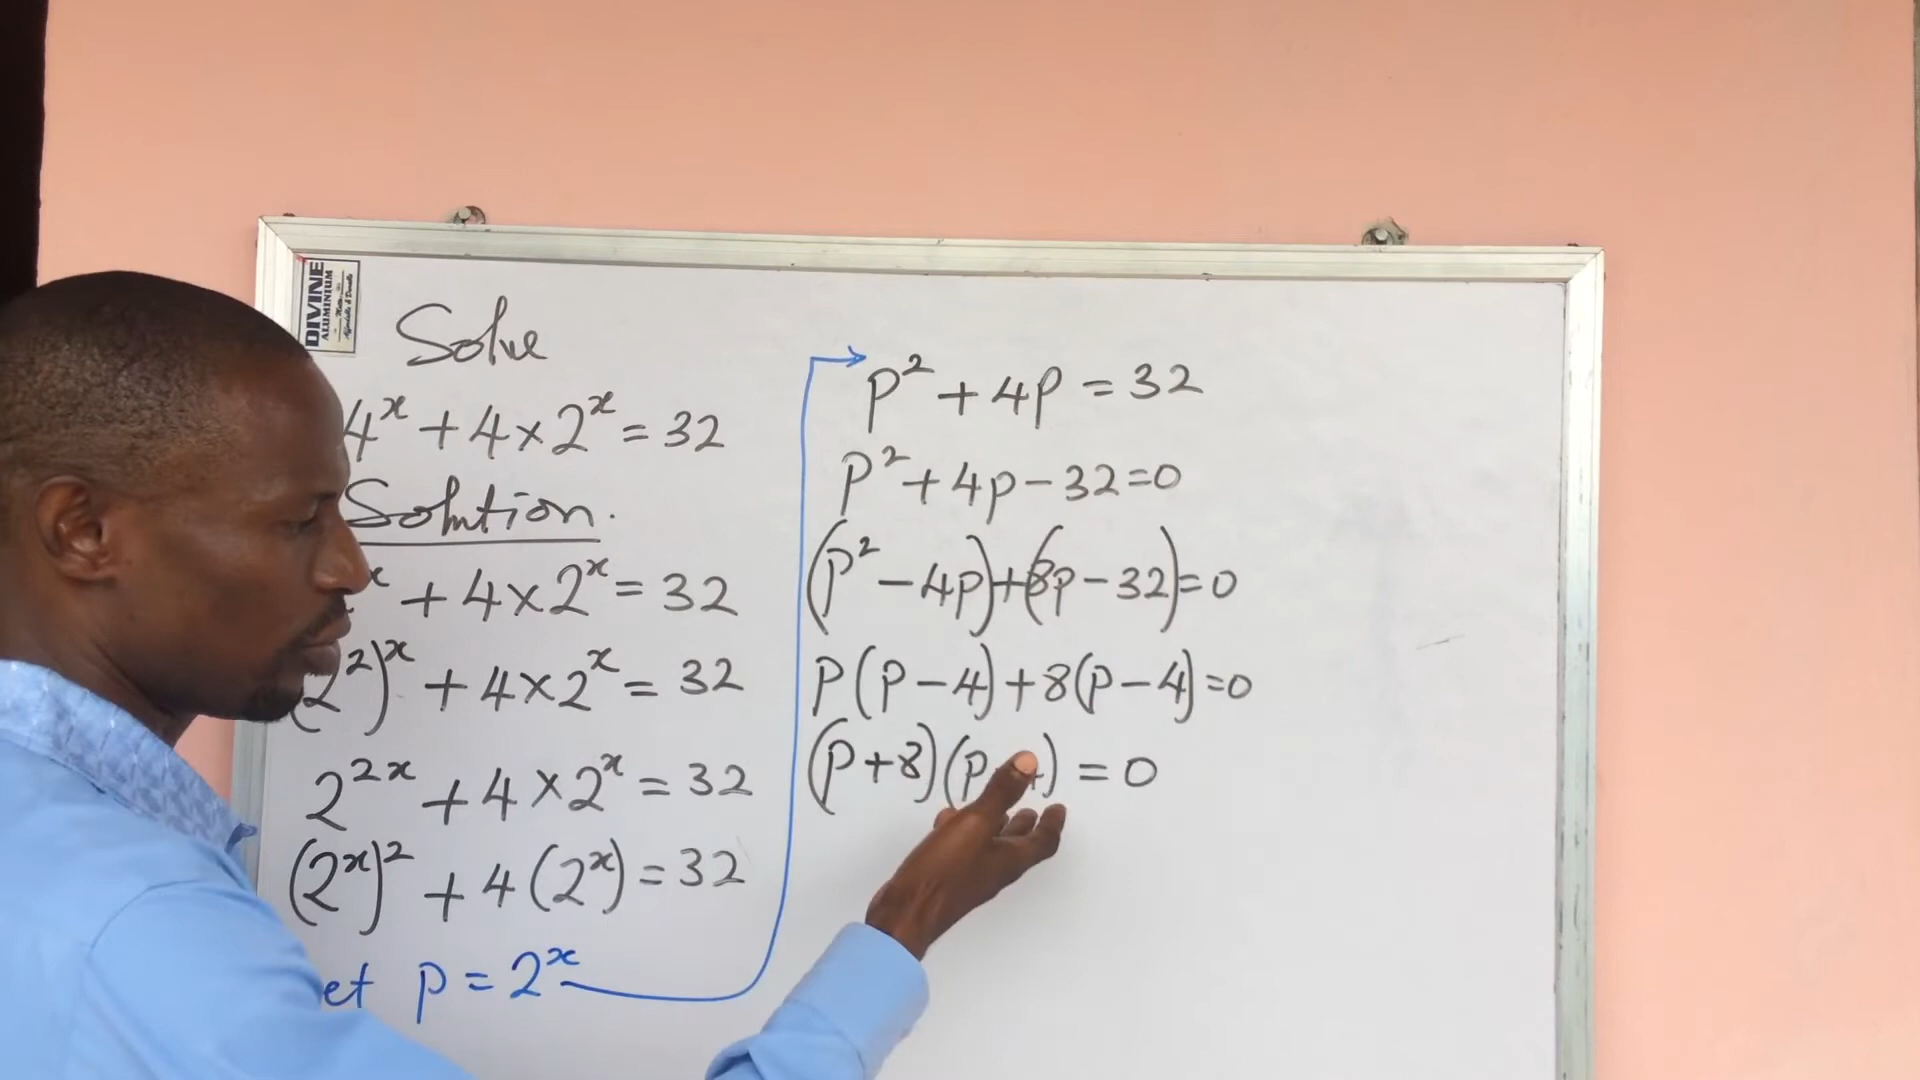 DIVINE
ALUMINIUM
Solve
4ˣ + 4 × 2ˣ = 32
Solution.
ˣ + 4 × 2ˣ = 32
(2²)ˣ + 4 × 2ˣ = 32
2²ˣ + 4 × 2ˣ = 32
(2ˣ)² + 4(2ˣ) = 32
et p = 2ˣ
p² + 4p = 32
p² + 4p - 32 = 0
(p² - 4p) + (8p - 32) = 0
p(p - 4) + 8(p - 4) = 0
(p + 8)(p - 4) = 0